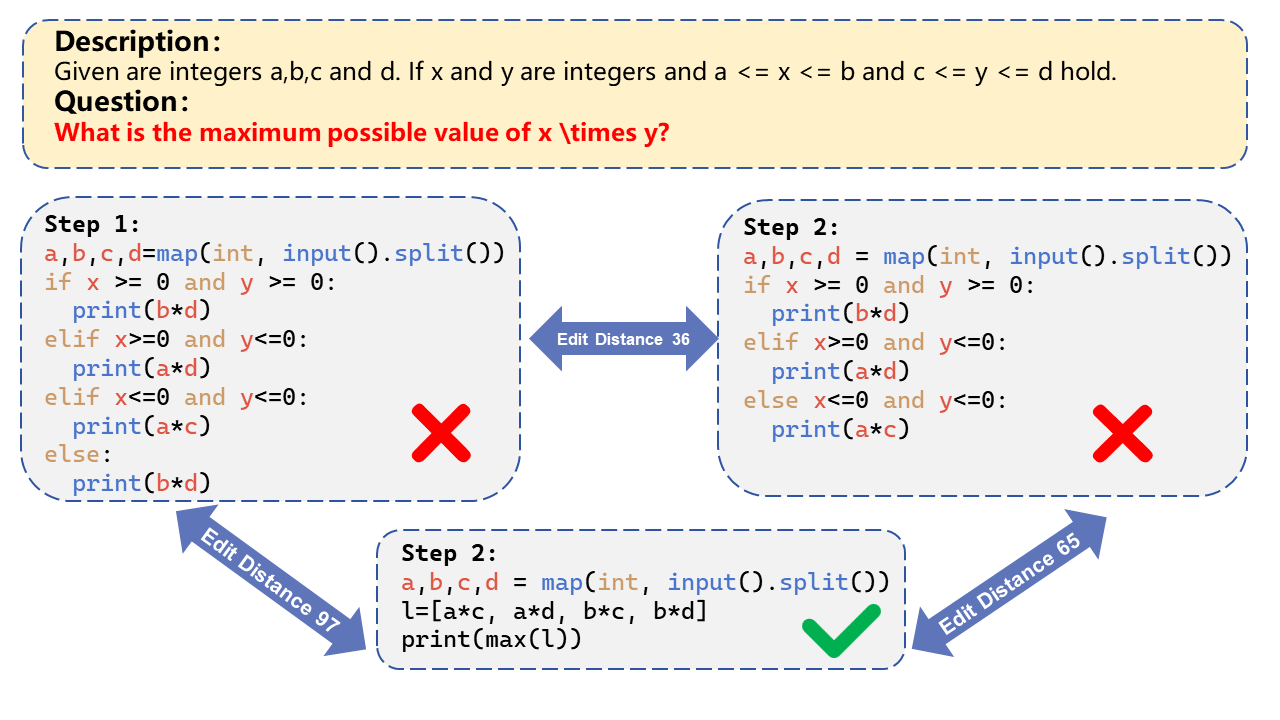 Description:
Given are integers a,b,c and d. If x and y are integers and a <= x <= b and c <= y <= d hold.
Question:
What is the maximum possible value of x \times y?
Step 1:
a,b,c,d=map(int, input().split())
if x >= 0 and y >= 0:
  print(b*d)
elif x>=0 and y<=0:
  print(a*d)
elif x<=0 and y<=0:
  print(a*c)
else:
  print(b*d)
Edit Distance 36
Step 2:
a,b,c,d = map(int, input().split())
if x >= 0 and y >= 0:
  print(b*d)
elif x>=0 and y<=0:
  print(a*d)
else x<=0 and y<=0:
  print(a*c)
Edit Distance 97
Step 2:
a,b,c,d = map(int, input().split())
l=[a*c, a*d, b*c, b*d]
print(max(l))
Edit Distance 65